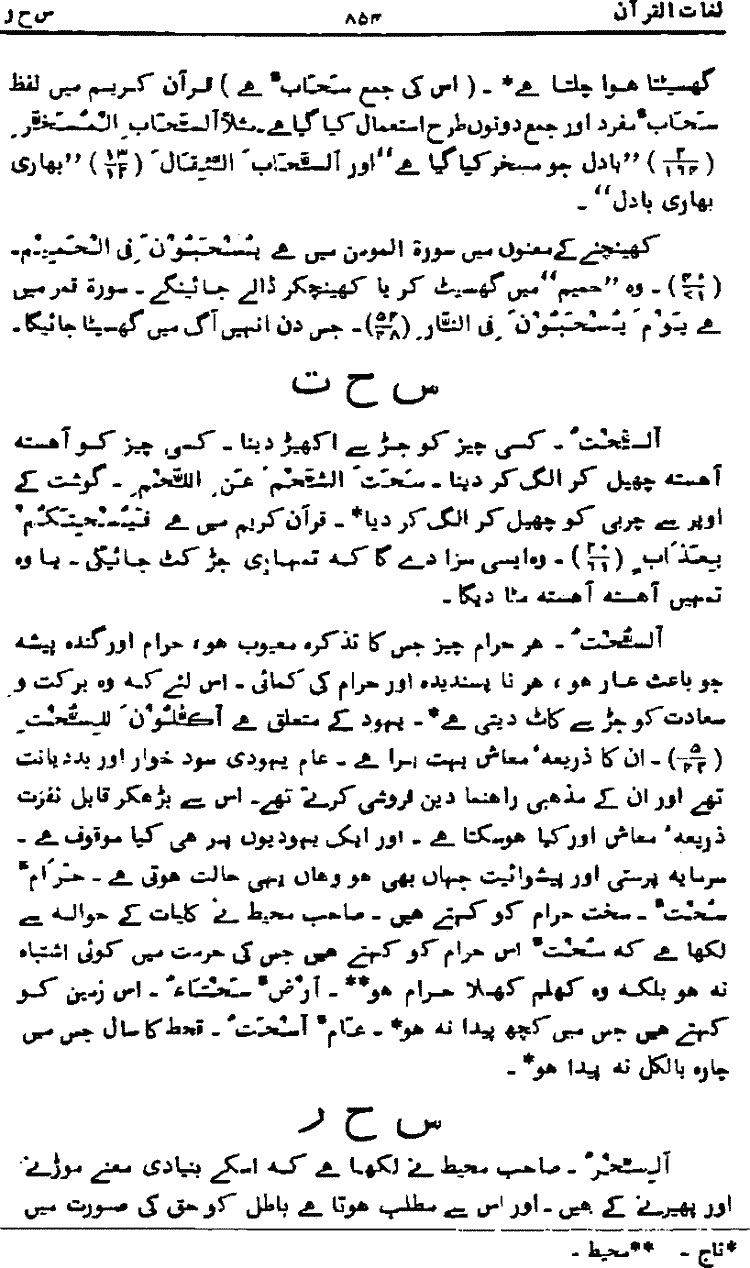 لغات القرآن ۸۵۴ س ح ر
گھسیٹتا ہوا چلتا ہے* ۔ ( اس کی جمع سَحَابٌ ہے ) قرآن کریم میں لفظ
سَحَابٌ مفرد اور جمع دونوں طرح استعمال کیا گیا ہے۔ مثلاً اَلسَّحَابِ الْمُسَخَّرِ
(۲/۱۶۴) ”بادل جو مسخر کیا گیا ہے“ اور اَلسَّحَابَ الثِّقَالَ (۱۳/۱۲) ”بھاری
بھاری بادل“ ۔
کھینچنے کے معنوں میں سورۃ المومن میں ہے یُسْحَبُوْنَ فِی الْحَمِیْمِ۔
(۴۰/۷۱) ۔ وہ ”حمیم“ میں گھسیٹ کر یا کھینچکر ڈالے جائینگے ۔ سورۃ قمر میں
ہے یَوْمَ یُسْحَبُوْنَ فِی النَّارِ (۵۴/۴۸) ۔ جس دن انہیں آگ میں گھسیٹا جائیگا ۔
س ح ت
اَلسَّحْتُ ۔ کسی چیز کو جڑ سے اکھیڑ دینا ۔ کسی چیز کو آہستہ
آہستہ چھیل کر الگ کر دینا ۔ سَحَتَ الشَّحْمَ عَنِ اللَّحْمِ ۔ گوشت کے
اوپر سے چربی کو چھیل کر الگ کر دیا* ۔ قرآن کریم میں ہے فَیُسْحِتَکُمْ
بِعَذَابٍ (۲۰/۶۱) ۔ وہ ایسی سزا دے گا کہ تمہاری جڑ کٹ جائیگی ۔ یا وہ
تمہیں آہستہ آہستہ مٹا دیگا ۔
اَلسُّحْتُ ۔ ہر حرام چیز جس کا تذکرہ معیوب ہو، حرام اور گندہ پیشہ
جو باعث عار ہو ، ہر نا پسندیدہ اور حرام کی کمائی ۔ اس لئے کہ وہ برکت و
سعادت کو جڑ سے کاٹ دیتی ہے* ۔ یہود کے متعلق ہے اَکّٰلُوْنَ لِلسُّحْتِ
(۵/۴۲) ۔ ان کا ذریعہٴ معاش بہت برا ہے ۔ عام یہودی سود خوار اور بددیانت
تھے اور ان کے مذہبی راہنما دین فروشی کرتے تھے۔ اس سے بڑھکر قابل نفرت
ذریعہٴ معاش اور کیا ہوسکتا ہے ۔ اور ایک یہودیوں پر ہی کیا موقوف ہے ۔
سرمایہ پرستی اور پیشوائیت جہاں بھی ہو وہاں یہی حالت ہوتی ہے ۔ حَرَامٌ
سُحْتٌ ۔ سخت حرام کو کہتے ہیں ۔ صاحب محیط نے کلیات کے حوالہ سے
لکھا ہے کہ سُحْتٌ اس حرام کو کہتے ہیں جس کی حرمت میں کوئی اشتباہ
نہ ہو بلکہ وہ کھلم کھلا حرام ہو** ۔ اَرْضٌ سَحْتَاءُ ۔ اس زمین کو
کہتے ہیں جس میں کچھ پیدا نہ ہو* ۔ عَامٌ اَسْحَتُ ۔ قحط کا سال جس میں
چارہ بالکل نہ پیدا ہو* ۔
س ح ر
اَلسِّحْرُ ۔ صاحب محیط نے لکھا ہے کہ اسکے بنیادی معنے موڑنے
اور پھیرنے کے ہیں ۔ اور اس سے مطلب ہوتا ہے باطل کو حق کی صورت میں
*تاج ۔ **محیط ۔